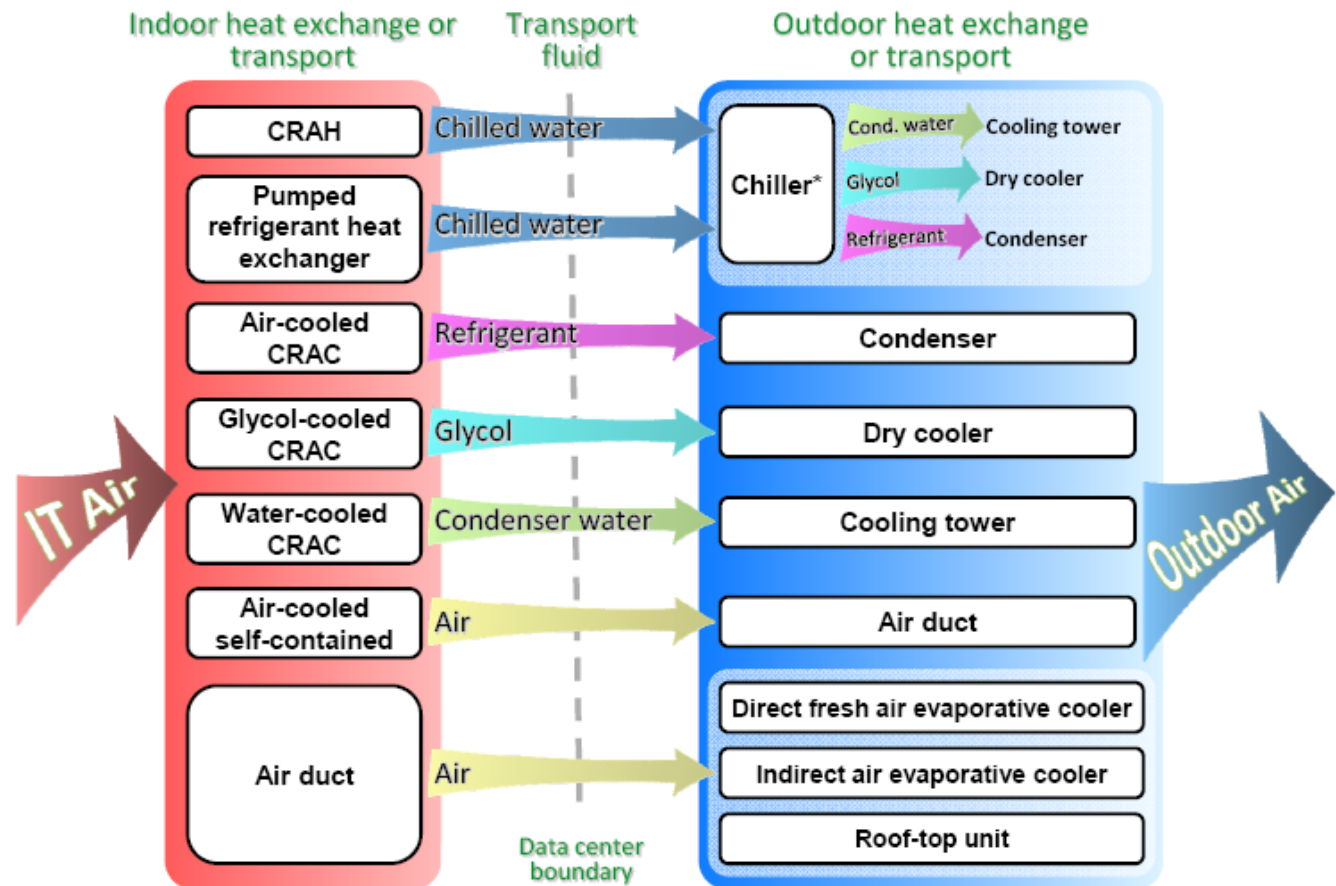 Indoor heat exchange or
transport
Transport
fluid
Outdoor heat exchange
or transport
CRAH
Chilled water
Chiller*
Cond. water
Cooling tower
Glycol
Dry cooler
Refrigerant
Condenser
Pumped
refrigerant heat
exchanger
Chilled water
Air-cooled
CRAC
Refrigerant
Condenser
Glycol-cooled
CRAC
Glycol
Dry cooler
IT Air
Water-cooled
CRAC
Condenser water
Cooling tower
Outdoor Air
Air-cooled
self-contained
Air
Air duct
Air duct
Air
Direct fresh air evaporative cooler
Indirect air evaporative cooler
Roof-top unit
Data center
boundary